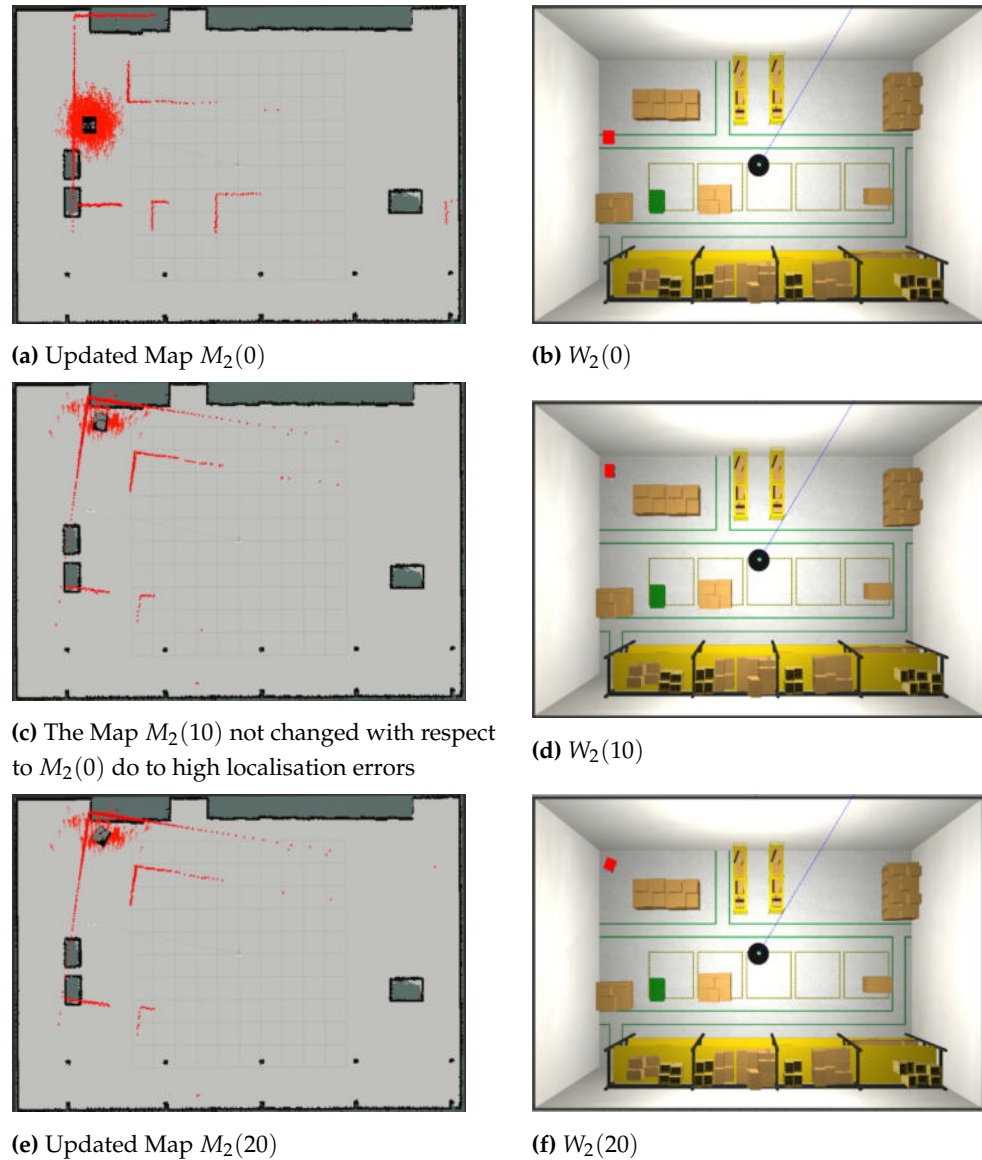 (a) Updated Map M₂(0)
(b) W₂(0)
(c) The Map M₂(10) not changed with respect
to M₂(0) do to high localisation errors
(d) W₂(10)
(e) Updated Map M₂(20)
(f) W₂(20)